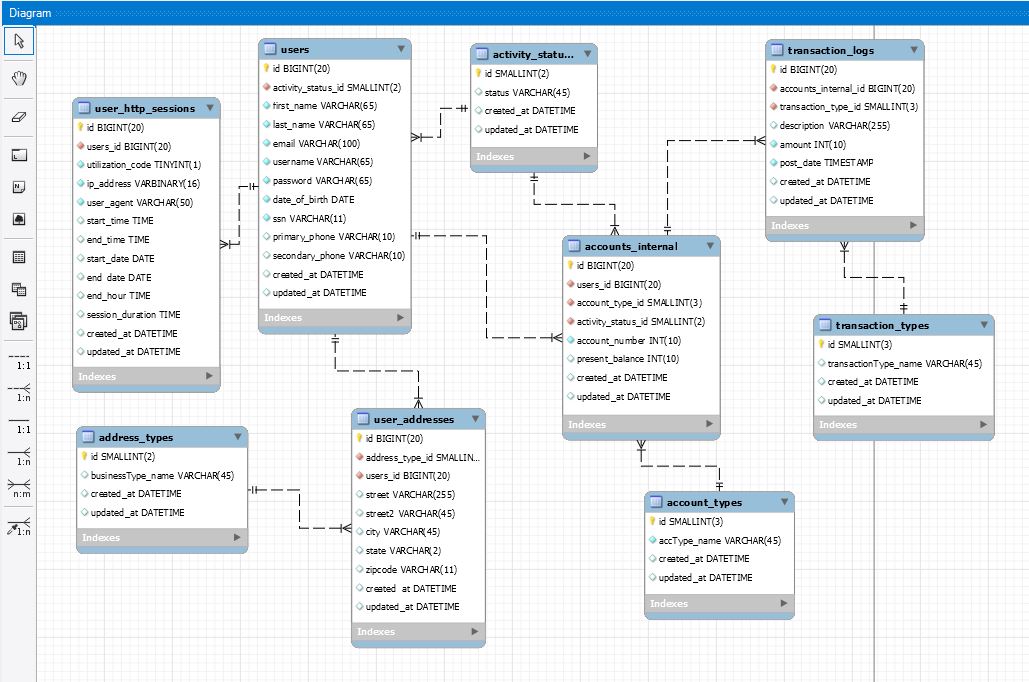 Diagram
1:1
1:n
1:1
1:n
n:m
1:n
user_http_sessions
id BIGINT(20)
users_id BIGINT(20)
utilization_code TINYINT(1)
ip_address VARBINARY(16)
user_agent VARCHAR(50)
start_time TIME
end_time TIME
start_date DATE
end_date DATE
end_hour TIME
session_duration TIME
created_at DATETIME
updated_at DATETIME
Indexes
users
id BIGINT(20)
activity_status_id SMALLINT(2)
first_name VARCHAR(65)
last_name VARCHAR(65)
email VARCHAR(100)
username VARCHAR(65)
password VARCHAR(65)
date_of_birth DATE
ssn VARCHAR(11)
primary_phone VARCHAR(10)
secondary_phone VARCHAR(10)
created_at DATETIME
updated_at DATETIME
Indexes
activity_statu...
id SMALLINT(2)
status VARCHAR(45)
created_at DATETIME
updated_at DATETIME
Indexes
transaction_logs
id BIGINT(20)
accounts_internal_id BIGINT(20)
transaction_type_id SMALLINT(3)
description VARCHAR(255)
amount INT(10)
post_date TIMESTAMP
created_at DATETIME
updated_at DATETIME
Indexes
accounts_internal
id BIGINT(20)
users_id BIGINT(20)
account_type_id SMALLINT(3)
activity_status_id SMALLINT(2)
account_number INT(10)
present_balance INT(10)
created_at DATETIME
updated_at DATETIME
Indexes
transaction_types
id SMALLINT(3)
transactionType_name VARCHAR(45)
created_at DATETIME
updated_at DATETIME
Indexes
address_types
id SMALLINT(2)
businessType_name VARCHAR(45)
created_at DATETIME
updated_at DATETIME
Indexes
user_addresses
id BIGINT(20)
address_type_id SMALLIN...
users_id BIGINT(20)
street VARCHAR(255)
street2 VARCHAR(45)
city VARCHAR(45)
state VARCHAR(2)
zipcode VARCHAR(11)
created_at DATETIME
updated_at DATETIME
Indexes
account_types
id SMALLINT(3)
accType_name VARCHAR(45)
created_at DATETIME
updated_at DATETIME
Indexes